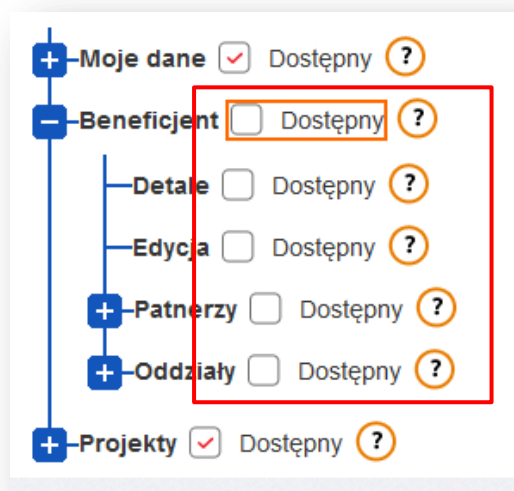 Moje dane Dostępny ?
Beneficjent Dostępny ?
Detale Dostępny ?
Edycja Dostępny ?
Patnerzy Dostępny ?
Oddziały Dostępny ?
Projekty Dostępny ?